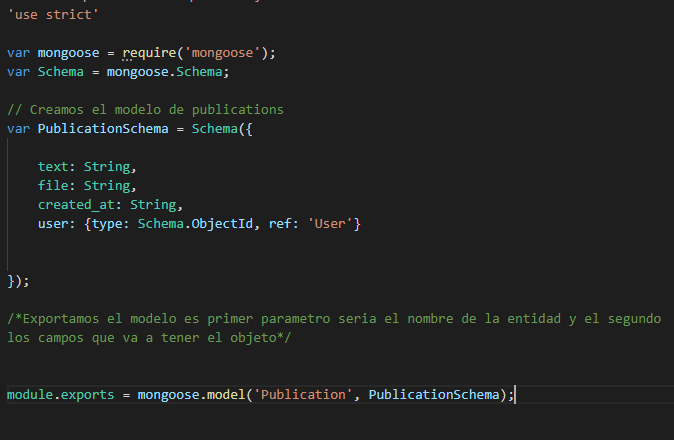 'use strict'
var mongoose = require('mongoose');
var Schema = mongoose.Schema;
// Creamos el modelo de publications
var PublicationSchema = Schema({
text: String,
file: String,
created_at: String,
user: {type: Schema.ObjectId, ref: 'User'}
});
/*Exportamos el modelo es primer parametro seria el nombre de la entidad y el segundo
los campos que va a tener el objeto*/
module.exports = mongoose.model('Publication', PublicationSchema);